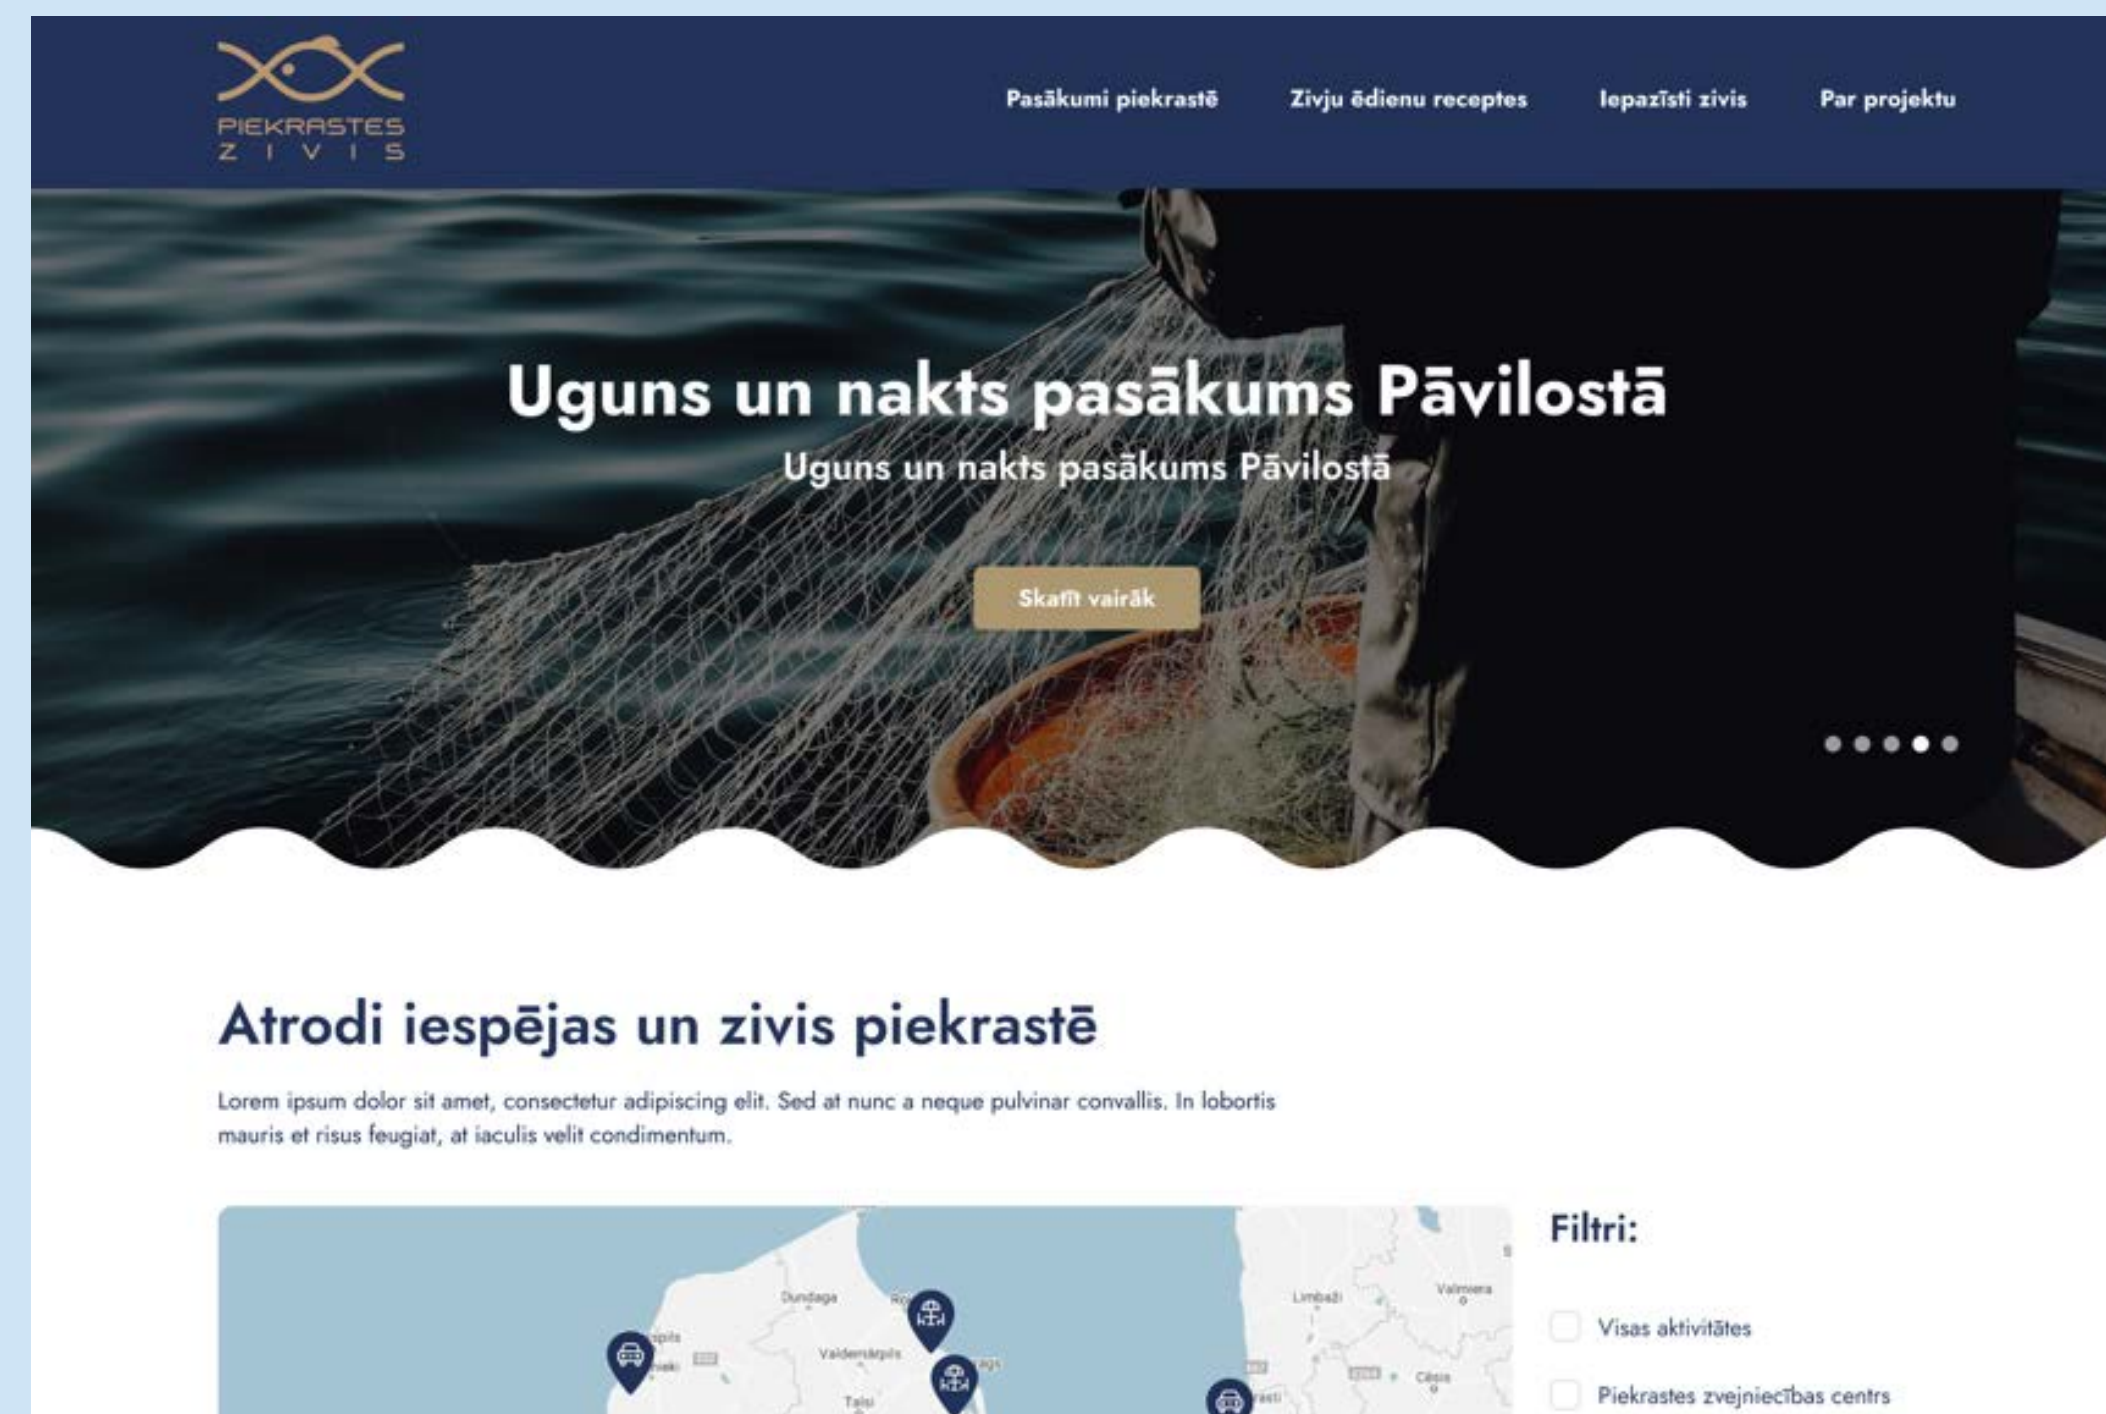 PIEKRASTES
ZIVIS
Pasākumi piekrastē
Zivju ēdienu receptes
Iepazīsti zivis
Par projektu
Uguns un nakts pasākums Pāvilostā
Uguns un nakts pasākums Pāvilostā
Skatīt vairāk
Atrodi iespējas un zivis piekrastē
Lorem ipsum dolor sit amet, consectetur adipiscing elit. Sed at nunc a neque pulvinar convallis. In lobortis
mauris et risus feugiat, at iaculis velit condimentum.
Filtri:
Dundaga
Limbaži
Valmiera
Visas aktivitātes
Valdemārpils
Cēsis
Piekrastes zvejniecības centrs
Talsi